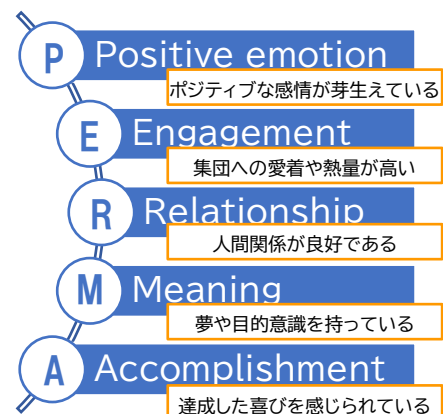 P
Positive emotion
ポジティブな感情が芽生えている
E
Engagement
集団への愛着や熱量が高い
R
Relationship
人間関係が良好である
M
Meaning
夢や目的意識を持っている
A
Accomplishment
達成した喜びを感じられている